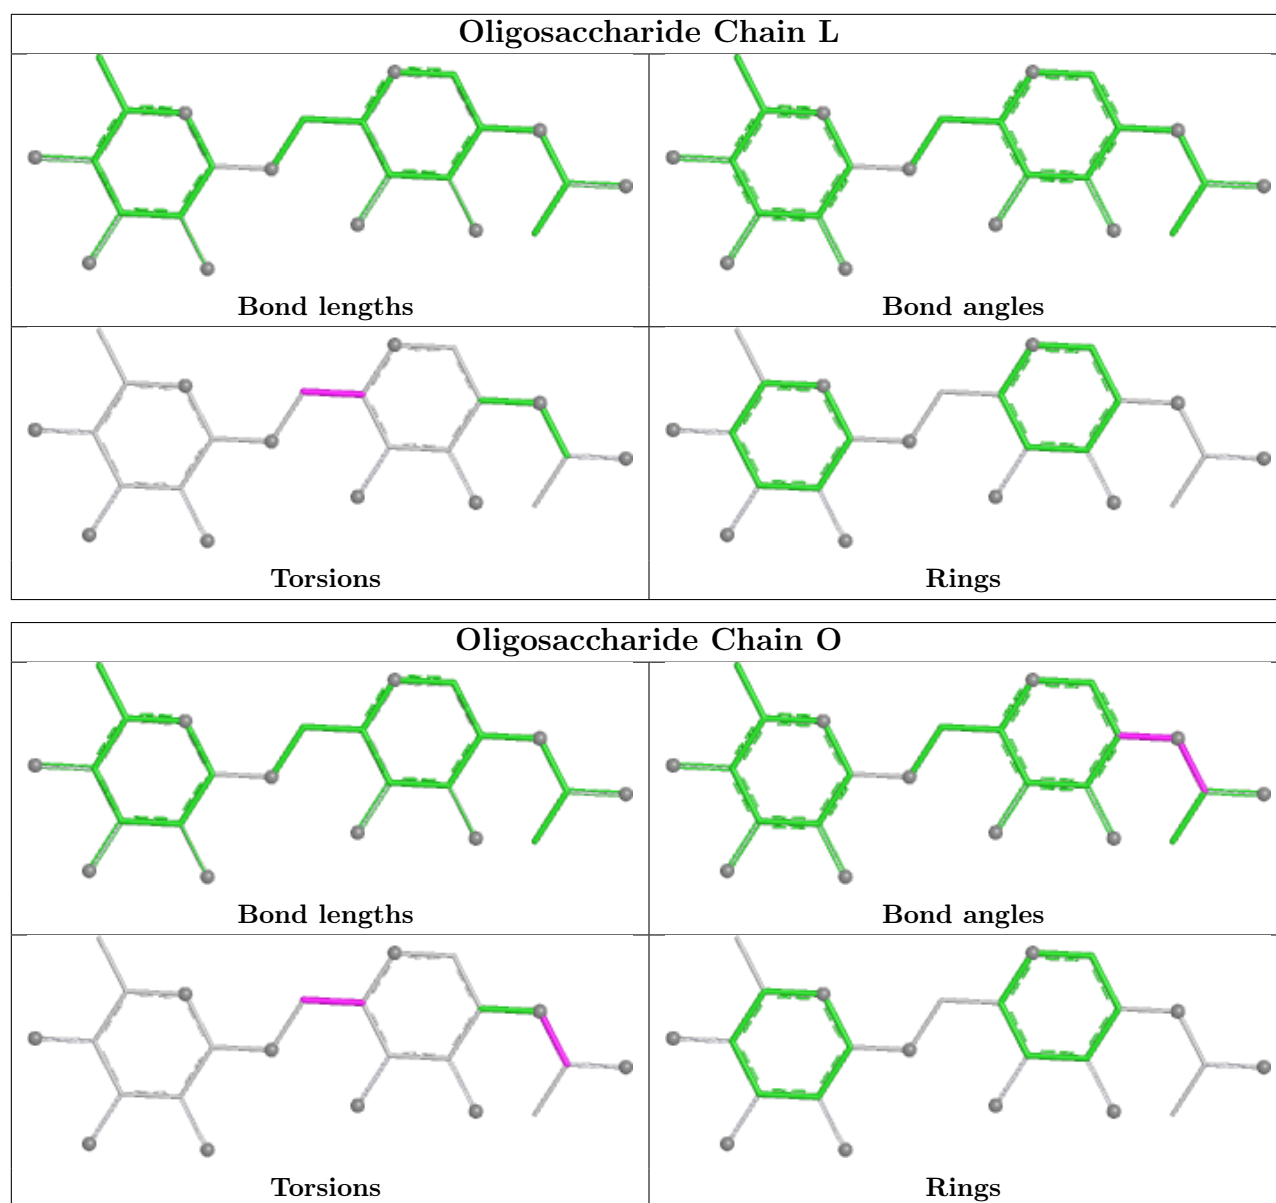 Oligosaccharide Chain L
Bond lengths
Bond angles
Torsions
Rings
Oligosaccharide Chain O
Bond lengths
Bond angles
Torsions
Rings